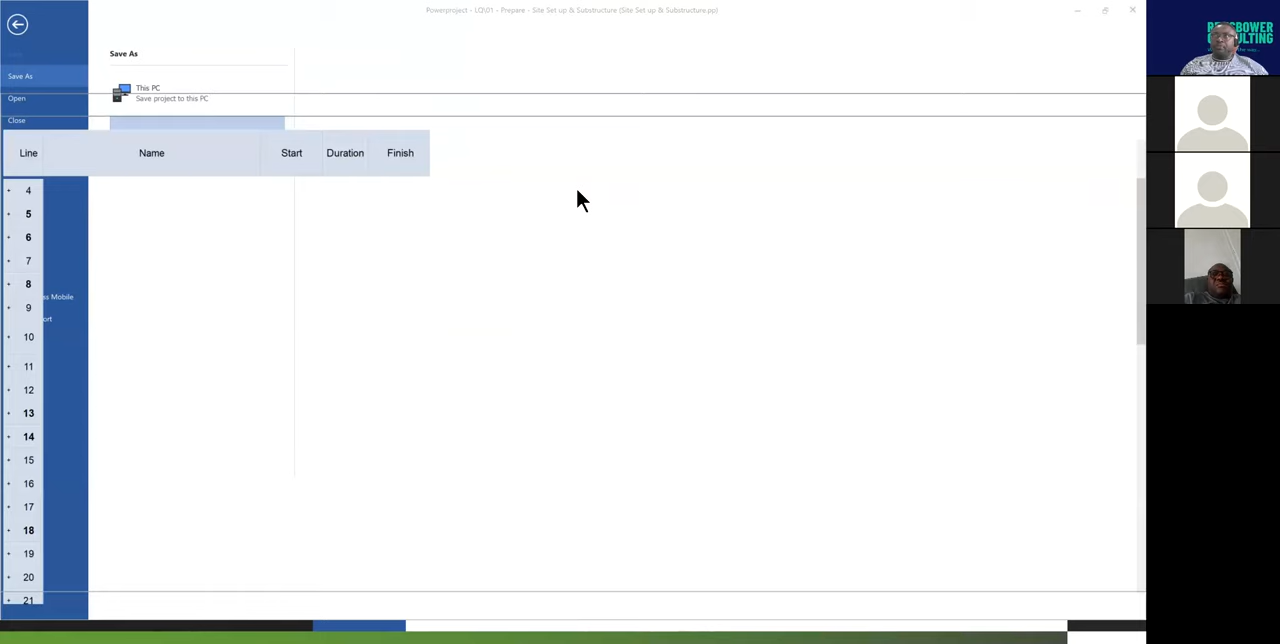 Powerproject - LQ\01 - Prepare - Site Set up & Substructure (Site Set up & Substructure.pp)
Save As
Save As
Open
Close
This PC
Save project to this PC
Line Name Start Duration Finish
4
5
6
7
8
9
ss Mobile
ort
10
11
12
13
14
15
16
17
18
19
20
21